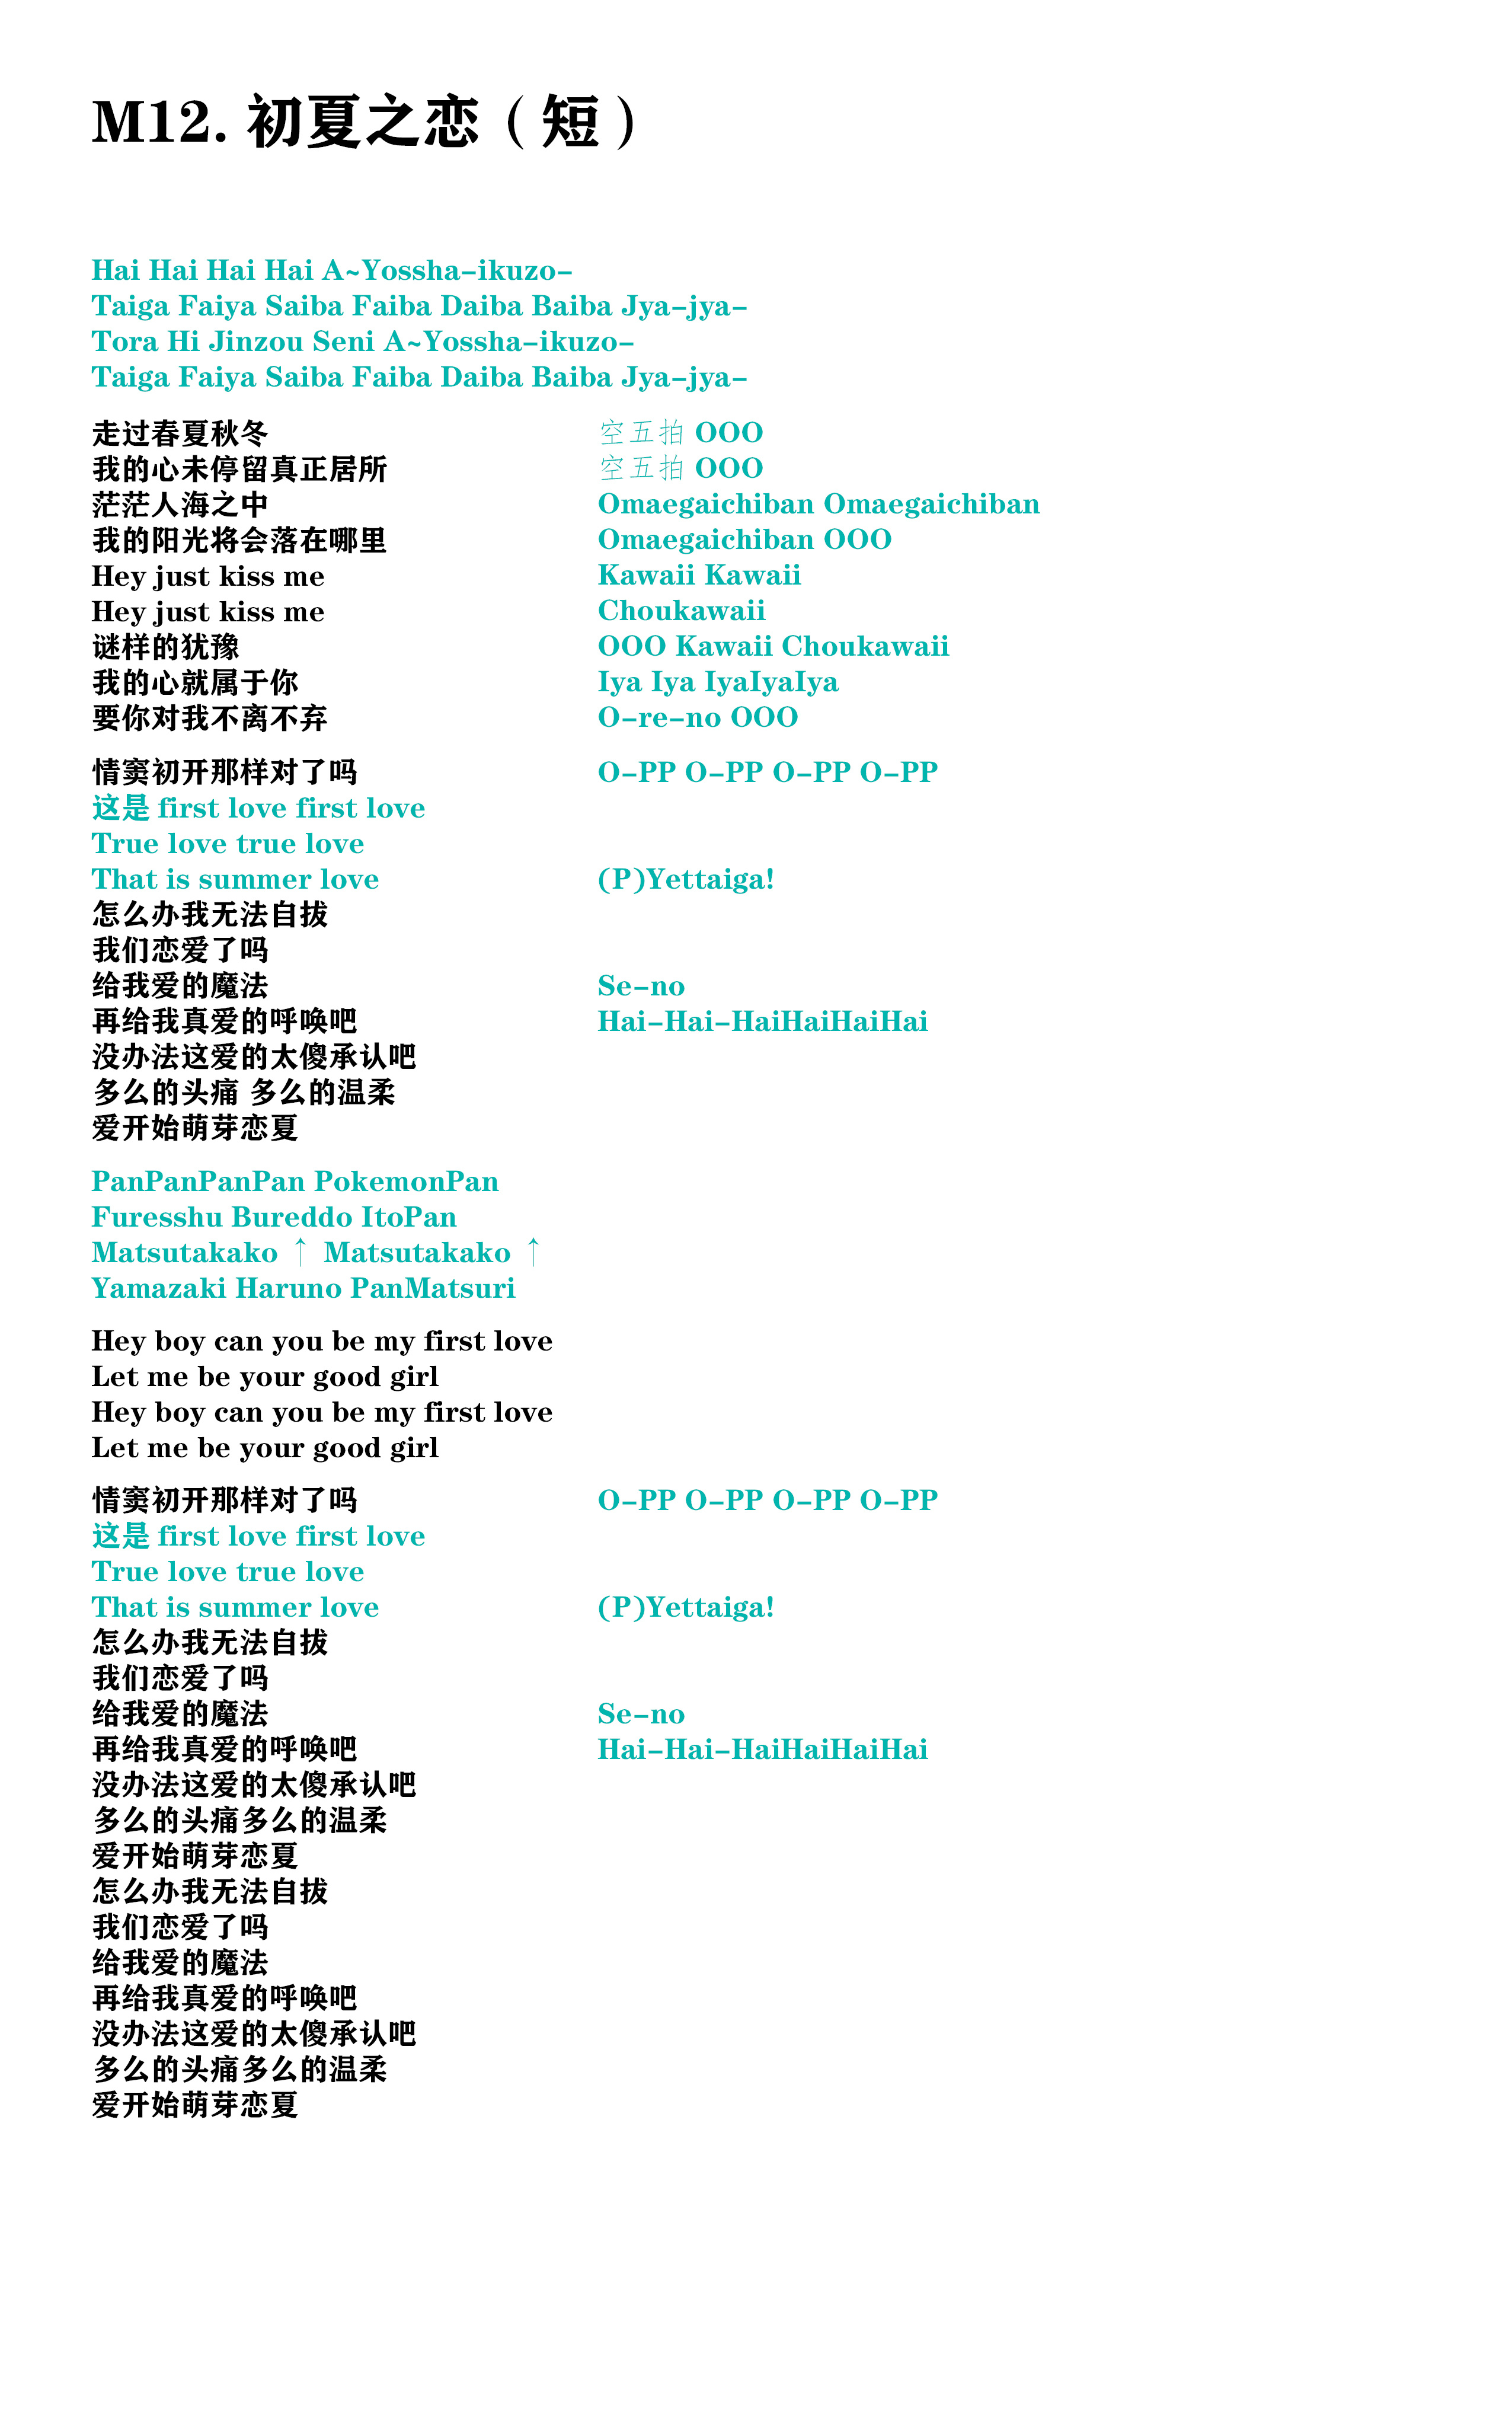 M12. 初夏之恋（短）
Hai Hai Hai Hai A~Yossha-ikuzo-
Taiga Faiya Saiba Faiba Daiba Baiba Jya-jya-
Tora Hi Jinzou Seni A~Yossha-ikuzo-
Taiga Faiya Saiba Faiba Daiba Baiba Jya-jya-
走过春夏秋冬 空五拍 OOO
我的心未停留真正居所 空五拍 OOO
茫茫人海之中 Omaegaichiban Omaegaichiban
我的阳光将会落在哪里 Omaegaichiban OOO
Hey just kiss me Kawaii Kawaii
Hey just kiss me Choukawaii
谜样的犹豫 OOO Kawaii Choukawaii
我的心就属于你 Iya Iya IyaIyaIya
要你对我不离不弃 O-re-no OOO
情窦初开那样对了吗 O-PP O-PP O-PP O-PP
这是 first love first love
True love true love
That is summer love (P)Yettaiga!
怎么办我无法自拔
我们恋爱了吗
给我爱的魔法 Se-no
再给我真爱的呼唤吧 Hai-Hai-HaiHaiHaiHai
没办法这爱的太傻承认吧
多么的头痛 多么的温柔
爱开始萌芽恋夏
PanPanPanPan PokemonPan
Furesshu Bureddo ItoPan
Matsutakako ↑ Matsutakako ↑
Yamazaki Haruno PanMatsuri
Hey boy can you be my first love
Let me be your good girl
Hey boy can you be my first love
Let me be your good girl
情窦初开那样对了吗 O-PP O-PP O-PP O-PP
这是 first love first love
True love true love
That is summer love (P)Yettaiga!
怎么办我无法自拔
我们恋爱了吗
给我爱的魔法 Se-no
再给我真爱的呼唤吧 Hai-Hai-HaiHaiHaiHai
没办法这爱的太傻承认吧
多么的头痛多么的温柔
爱开始萌芽恋夏
怎么办我无法自拔
我们恋爱了吗
给我爱的魔法
再给我真爱的呼唤吧
没办法这爱的太傻承认吧
多么的头痛多么的温柔
爱开始萌芽恋夏